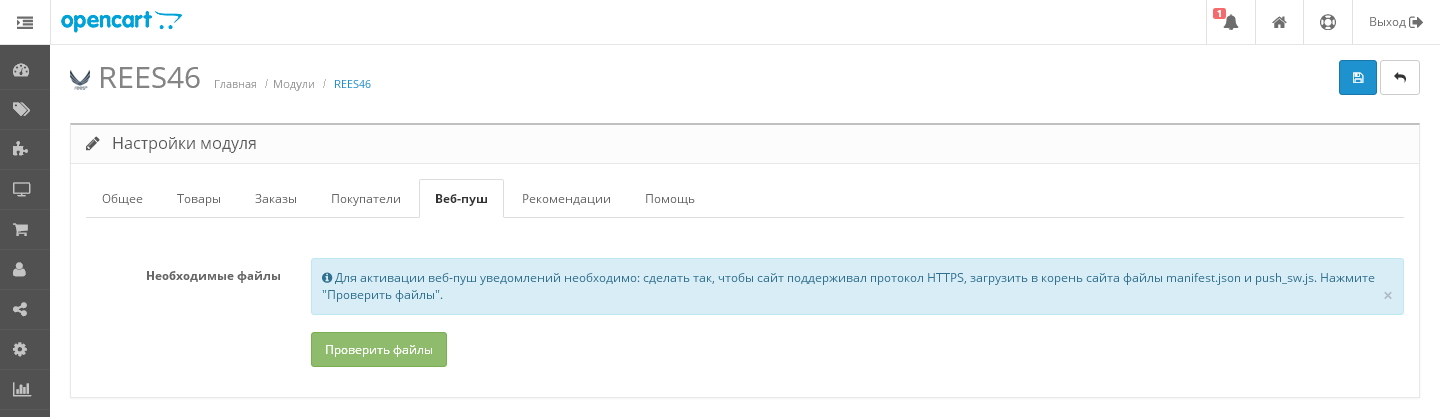 opencart
1
Выход
REES46 Главная / Модули / REES46
Настройки модуля
Общее Товары Заказы Покупатели Веб-пуш Рекомендации Помощь
Необходимые файлы
Для активации веб-пуш уведомлений необходимо: сделать так, чтобы сайт поддерживал протокол HTTPS, загрузить в корень сайта файлы manifest.json и push_sw.js. Нажмите
"Проверить файлы". ×
Проверить файлы